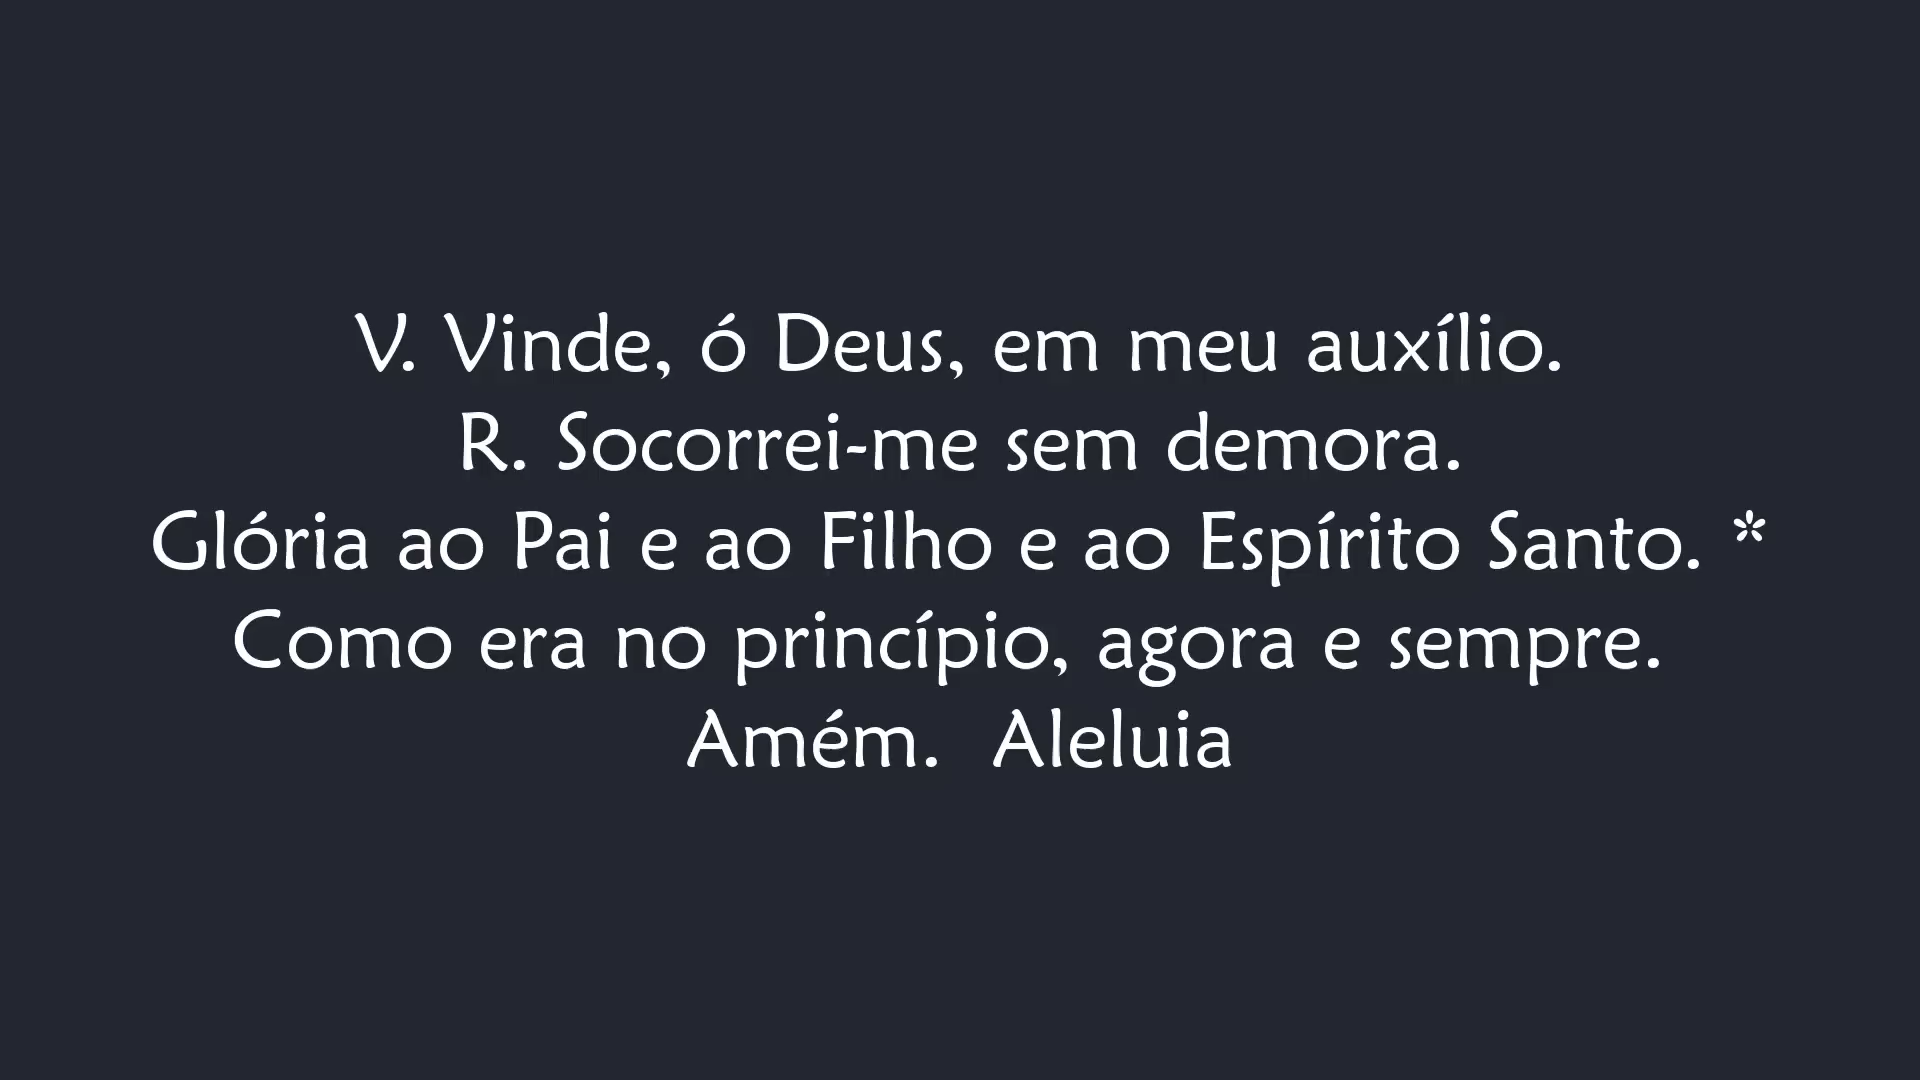 V. Vinde, ó Deus, em meu auxílio.
R. Socorrei-me sem demora.
Glória ao Pai e ao Filho e ao Espírito Santo. *
Como era no princípio, agora e sempre.
Amém.  Aleluia